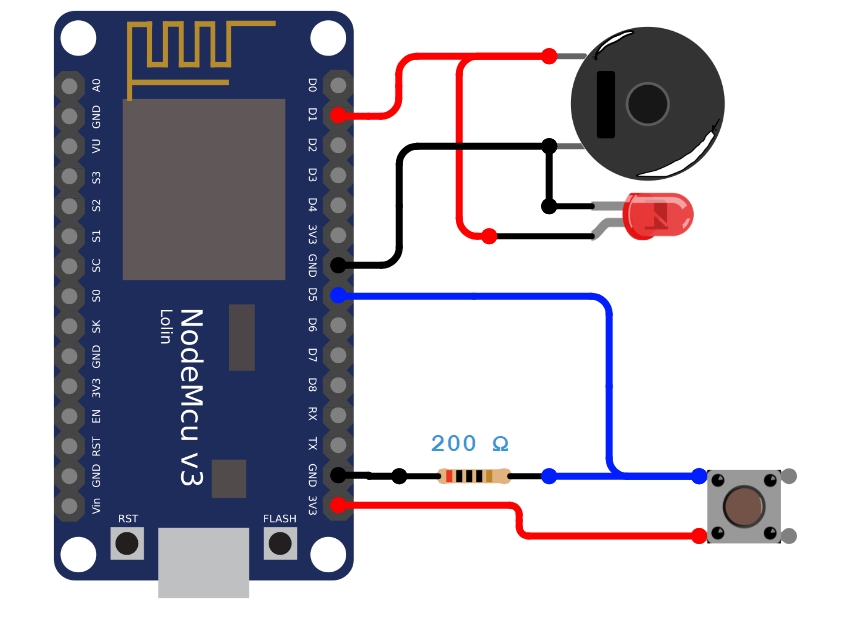 A0
GND
VU
S3
S2
S1
SC
S0
SK
GND
3V3
EN
RST
GND
Vin
D0
D1
D2
D3
D4
3V3
GND
D5
D6
D7
D8
RX
TX
GND
3V3
NodeMcu v3
Lolin
RST
FLASH
200 Ω